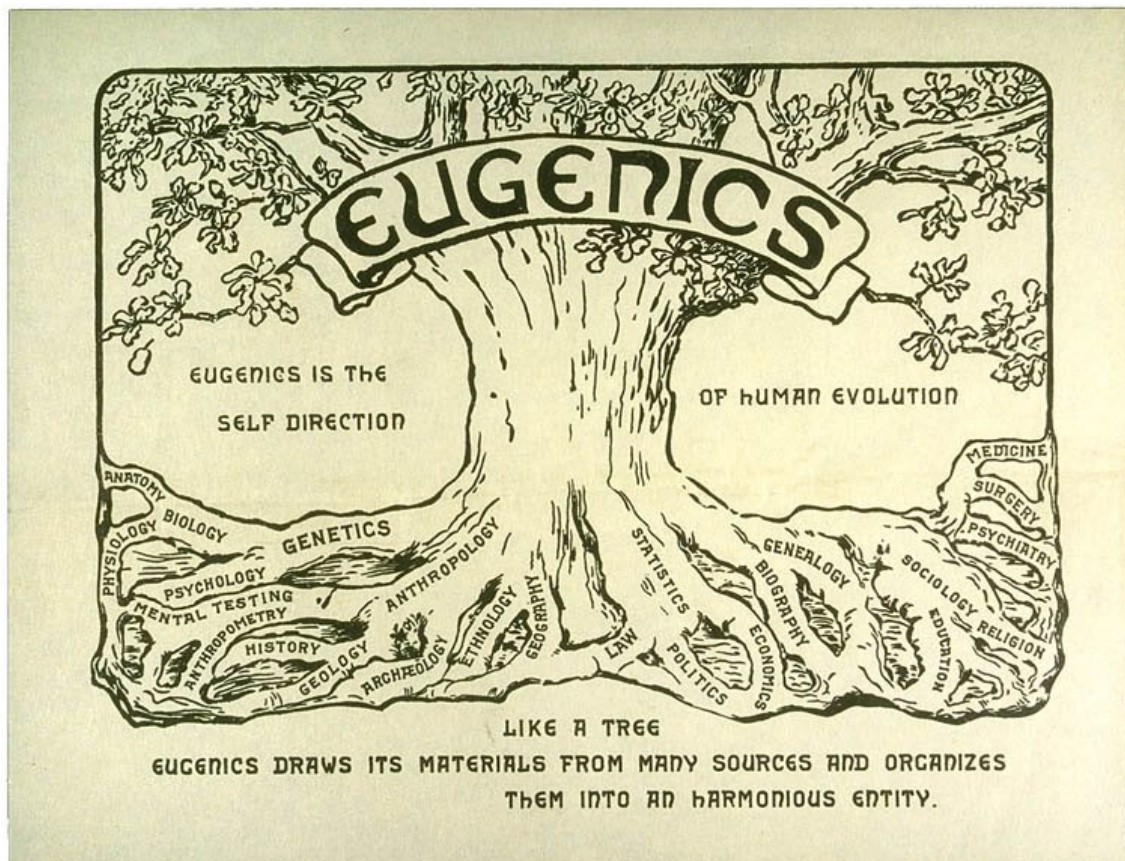 EUGENICS
EUGENICS IS THE
SELF DIRECTION
OF HUMAN EVOLUTION
ANATOMY
BIOLOGY
PHYSIOLOGY
GENETICS
PSYCHOLOGY
MENTAL TESTING
ANTHROPOMETRY
HISTORY
GEOLOGY
ANTHROPOLOGY
ARCHÆOLOGY
ETHNOLOGY
GEOGRAPHY
LAW
STATISTICS
POLITICS
ECONOMICS
BIOGRAPHY
GENEALOGY
SOCIOLOGY
EDUCATION
RELIGION
MEDICINE
SURGERY
PSYCHIATRY
LIKE A TREE
EUGENICS DRAWS ITS MATERIALS FROM MANY SOURCES AND ORGANIZES
THEM INTO AN HARMONIOUS ENTITY.